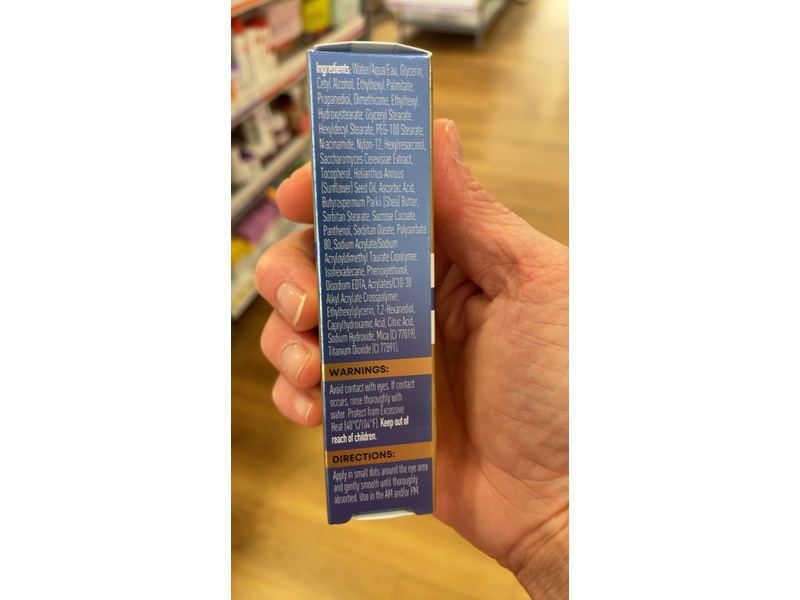 Ingredients: Water/Aqua/Eau, Glycerin,
Cetyl Alcohol, Ethylhexyl Palmitate,
Propanediol, Dimethicone, Ethylhexyl
Hydroxystearate, Glyceryl Stearate,
Hexyldecyl Stearate, PEG-100 Stearate,
Niacinamide, Nylon-12, Hexylresorcinol,
Saccharomyces Cerevisiae Extract,
Tocopherol, Helianthus Annuus
(Sunflower) Seed Oil, Ascorbic Acid,
Butyrospermum Parkii (Shea) Butter,
Sorbitan Stearate, Sucrose Cocoate,
Panthenol, Sorbitan Oleate, Polysorbate
80, Sodium Acrylate/Sodium
Acryloyldimethyl Taurate Copolymer,
Isohexadecane, Phenoxyethanol,
Disodium EDTA, Acrylates/C10-30
Alkyl Acrylate Crosspolymer,
Ethylhexylglycerin, 1,2-Hexanediol,
Caprylhydroxamic Acid, Citric Acid,
Sodium Hydroxide, Mica (CI 77019),
Titanium Dioxide (CI 77891).
WARNINGS:
Avoid contact with eyes. If contact
occurs, rinse thoroughly with
water. Protect from Excessive
Heat (40°C/104°F). Keep out of
reach of children.
DIRECTIONS:
Apply in small dots around the eye area
and gently smooth until thoroughly
absorbed. Use in the AM and/or PM.